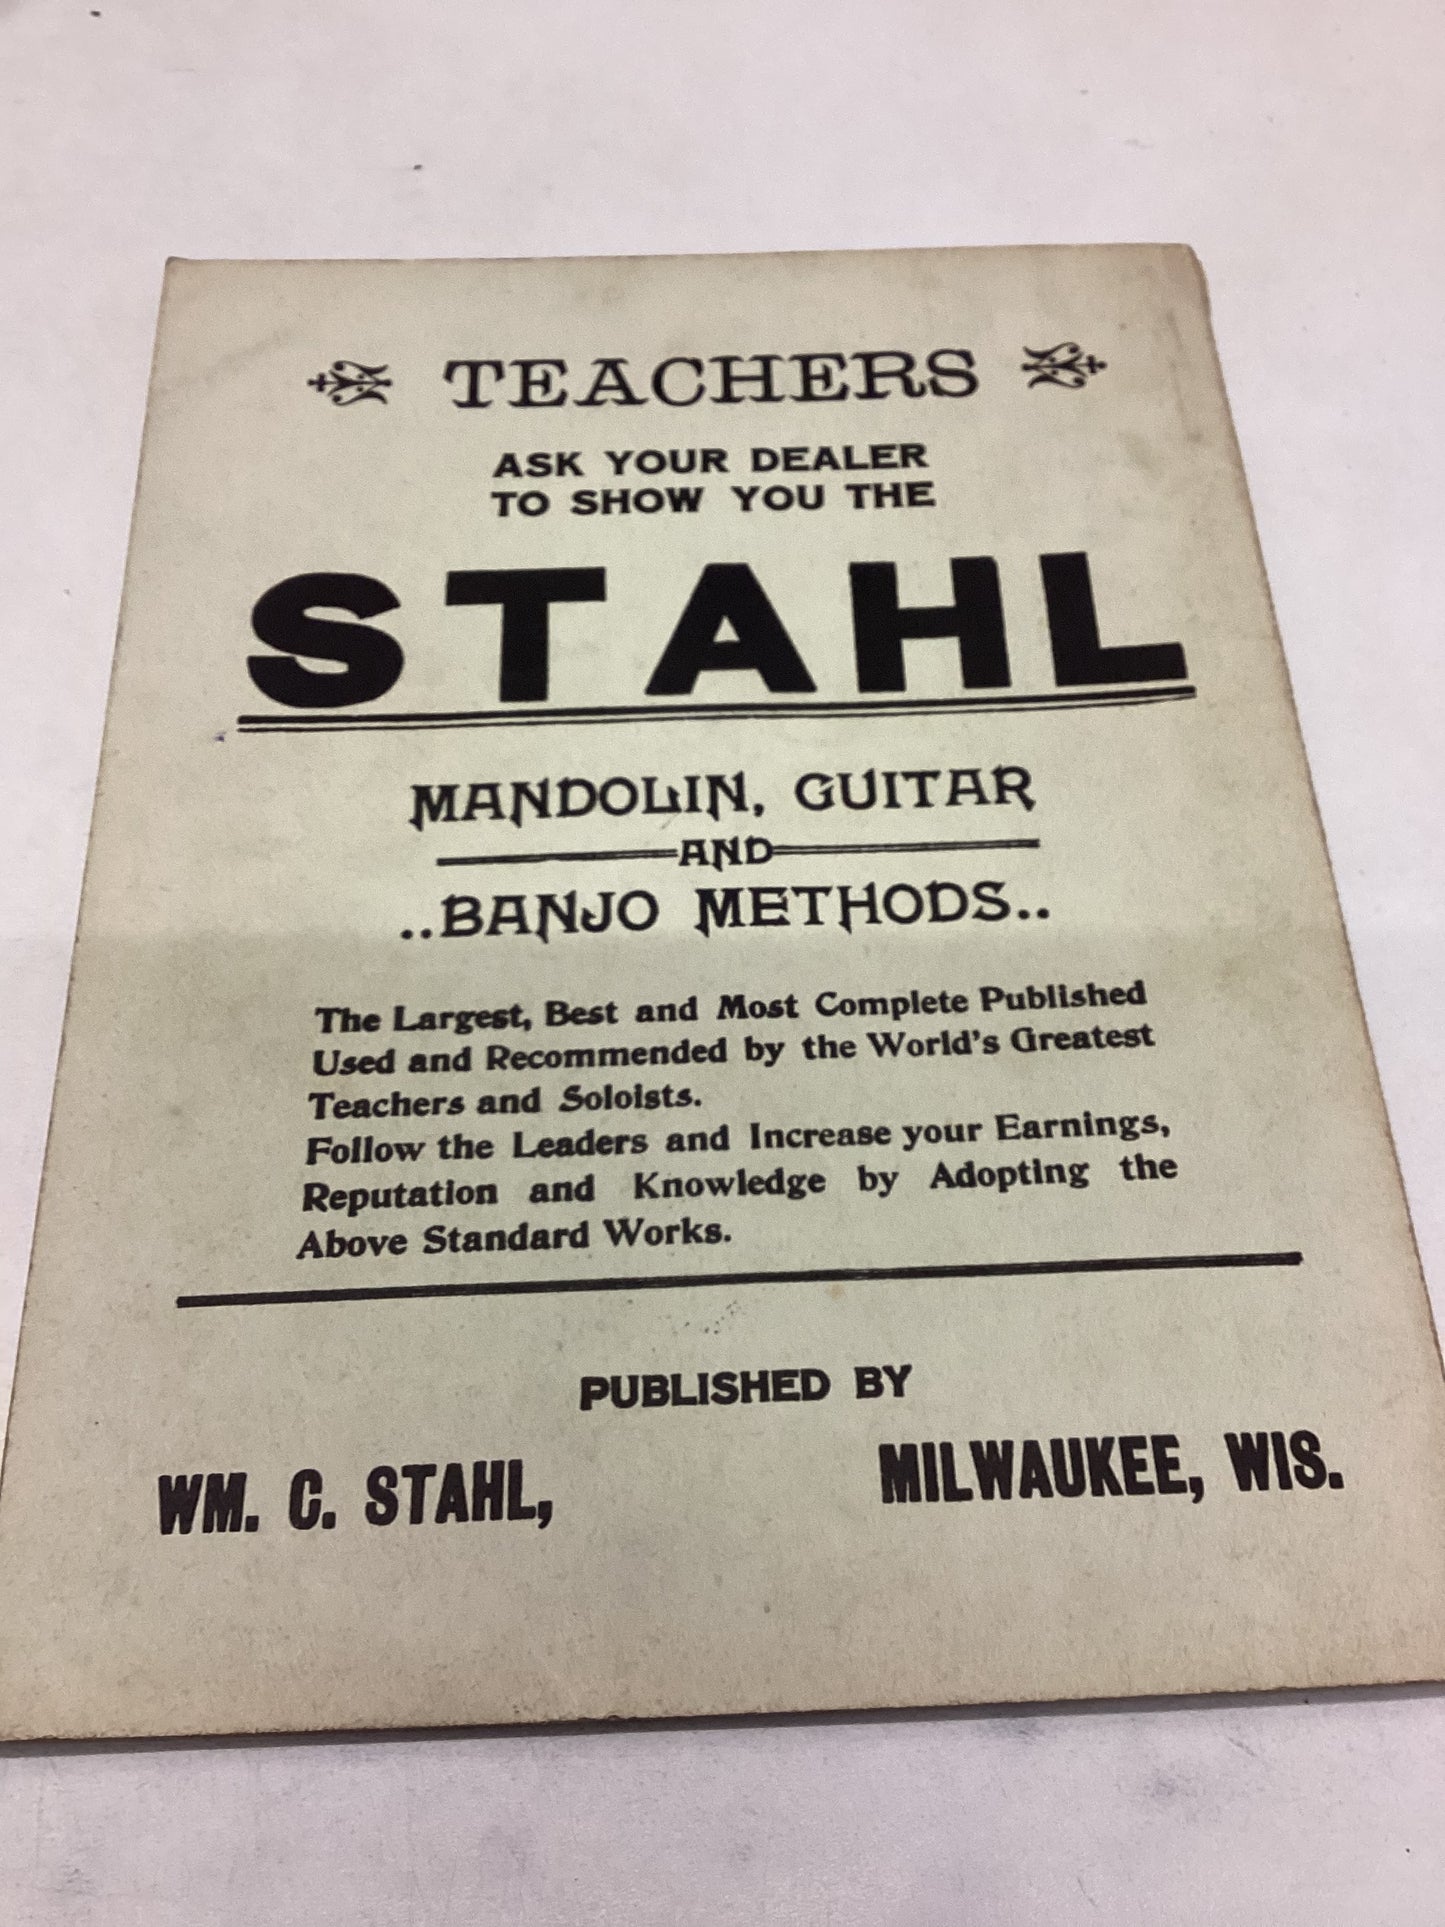 TEACHERS
ASK YOUR DEALER
TO SHOW YOU THE
STAHL
MANDOLIN, GUITAR
AND
..BANJO METHODS..
The Largest, Best and Most Complete Published
Used and Recommended by the World's Greatest
Teachers and Soloists.
Follow the Leaders and Increase your Earnings,
Reputation and Knowledge by Adopting the
Above Standard Works.
PUBLISHED BY
WM. C. STAHL, MILWAUKEE, WIS.